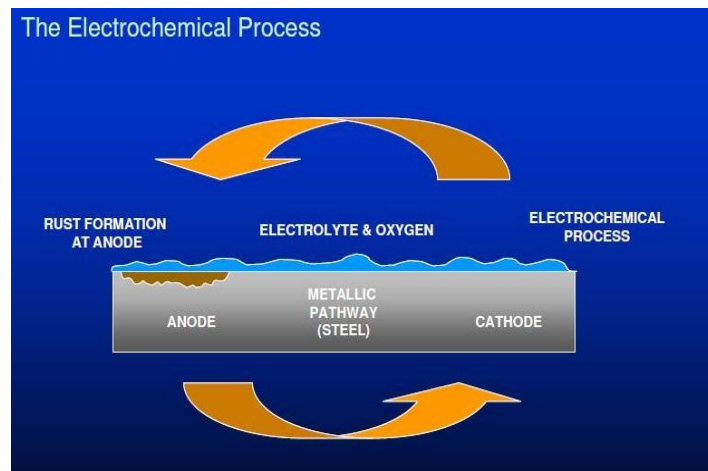 The Electrochemical Process
RUST FORMATION
AT ANODE
ELECTROLYTE & OXYGEN
ELECTROCHEMICAL
PROCESS
ANODE
METALLIC
PATHWAY
(STEEL)
CATHODE